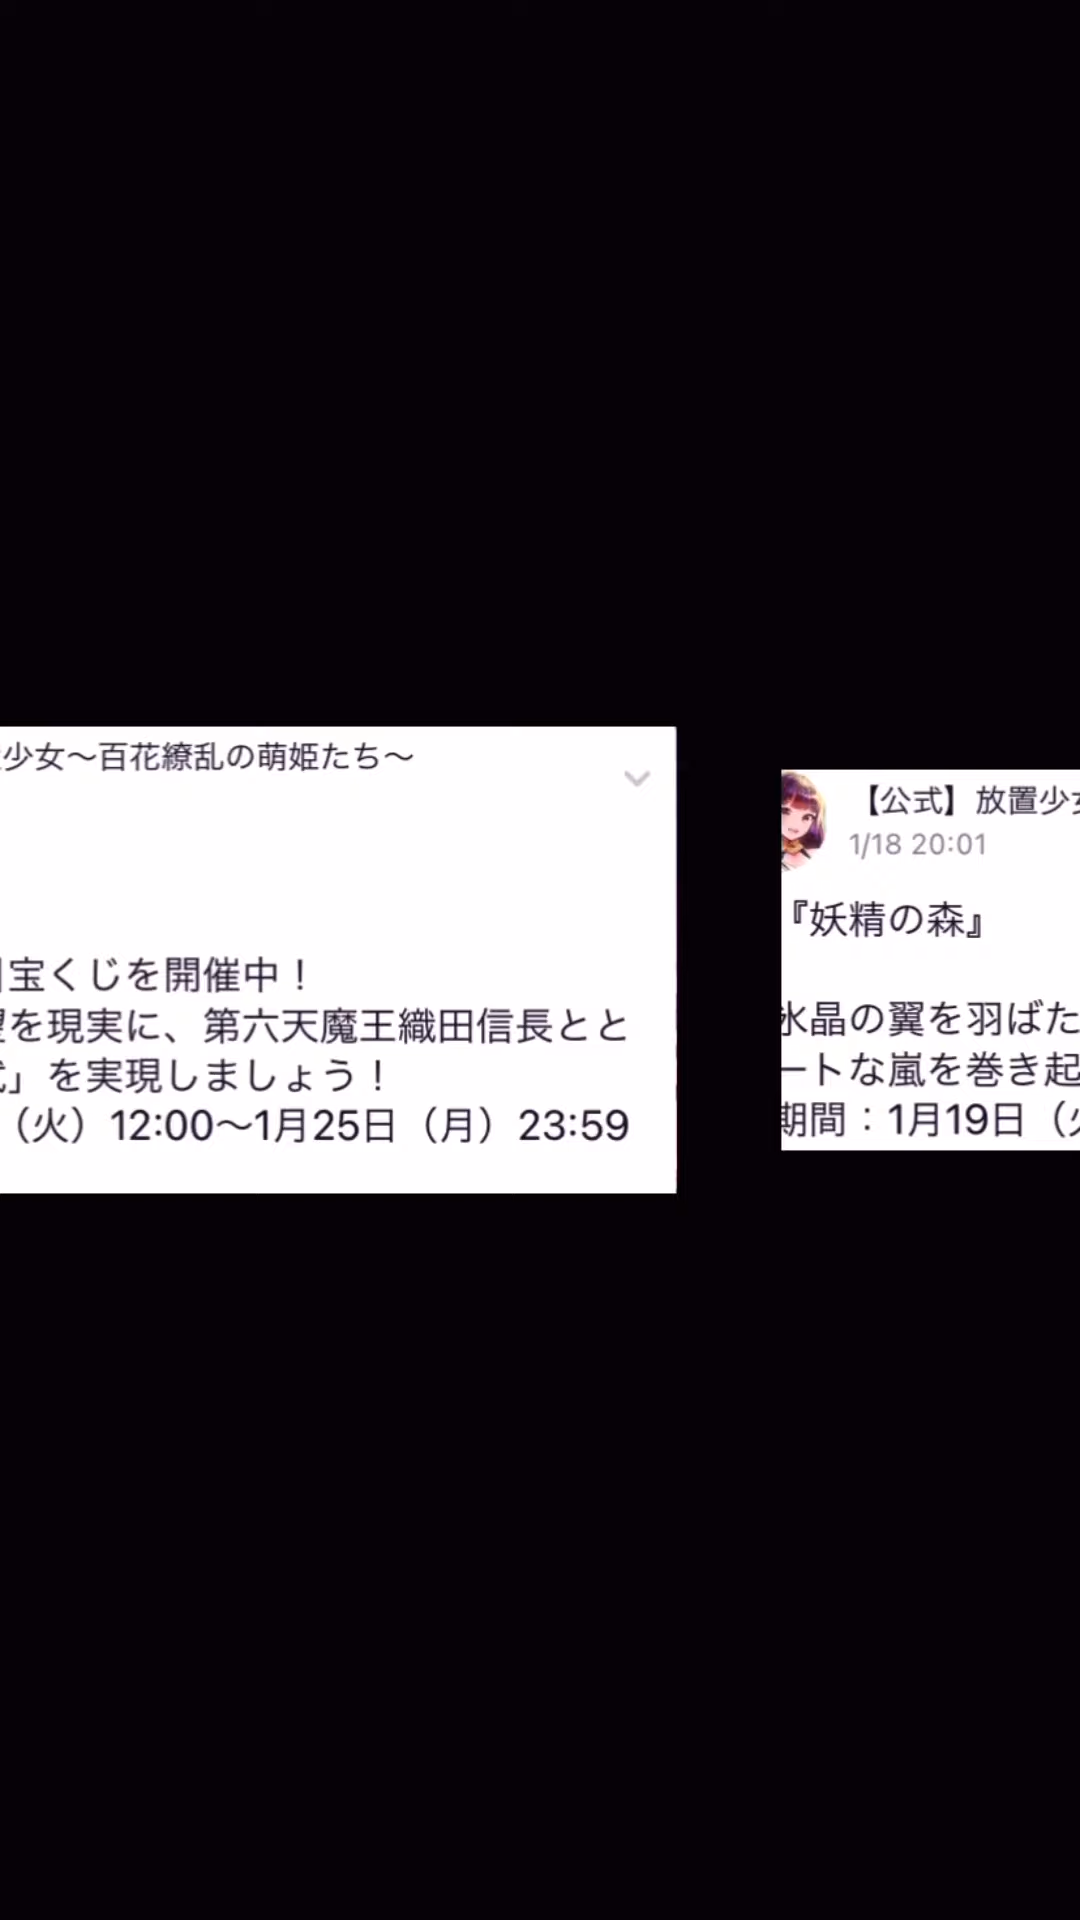 少女～百花繚乱の萌姫たち～
宝くじを開催中！
を現実に、第六天魔王織田信長とと
」を実現しましょう！
（火）12:00～1月25日（月）23:59
【公式】放置少
1/18 20:01
『妖精の森』
水晶の翼を羽ばた
ートな嵐を巻き起
期間：1月19日（